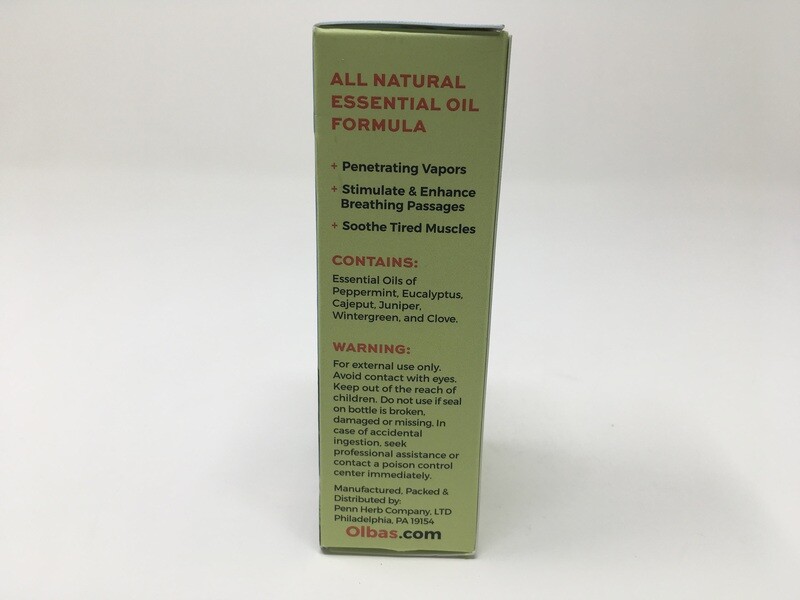 ALL NATURAL
ESSENTIAL OIL
FORMULA
+ Penetrating Vapors
+ Stimulate & Enhance
Breathing Passages
+ Soothe Tired Muscles
CONTAINS:
Essential Oils of
Peppermint, Eucalyptus,
Cajeput, Juniper,
Wintergreen, and Clove.
WARNING:
For external use only.
Avoid contact with eyes.
Keep out of the reach of
children. Do not use if seal
on bottle is broken,
damaged or missing. In
case of accidental
ingestion, seek
professional assistance or
contact a poison control
center immediately.
Manufactured, Packed &
Distributed by:
Penn Herb Company, LTD
Philadelphia, PA 19154
Olbas.com